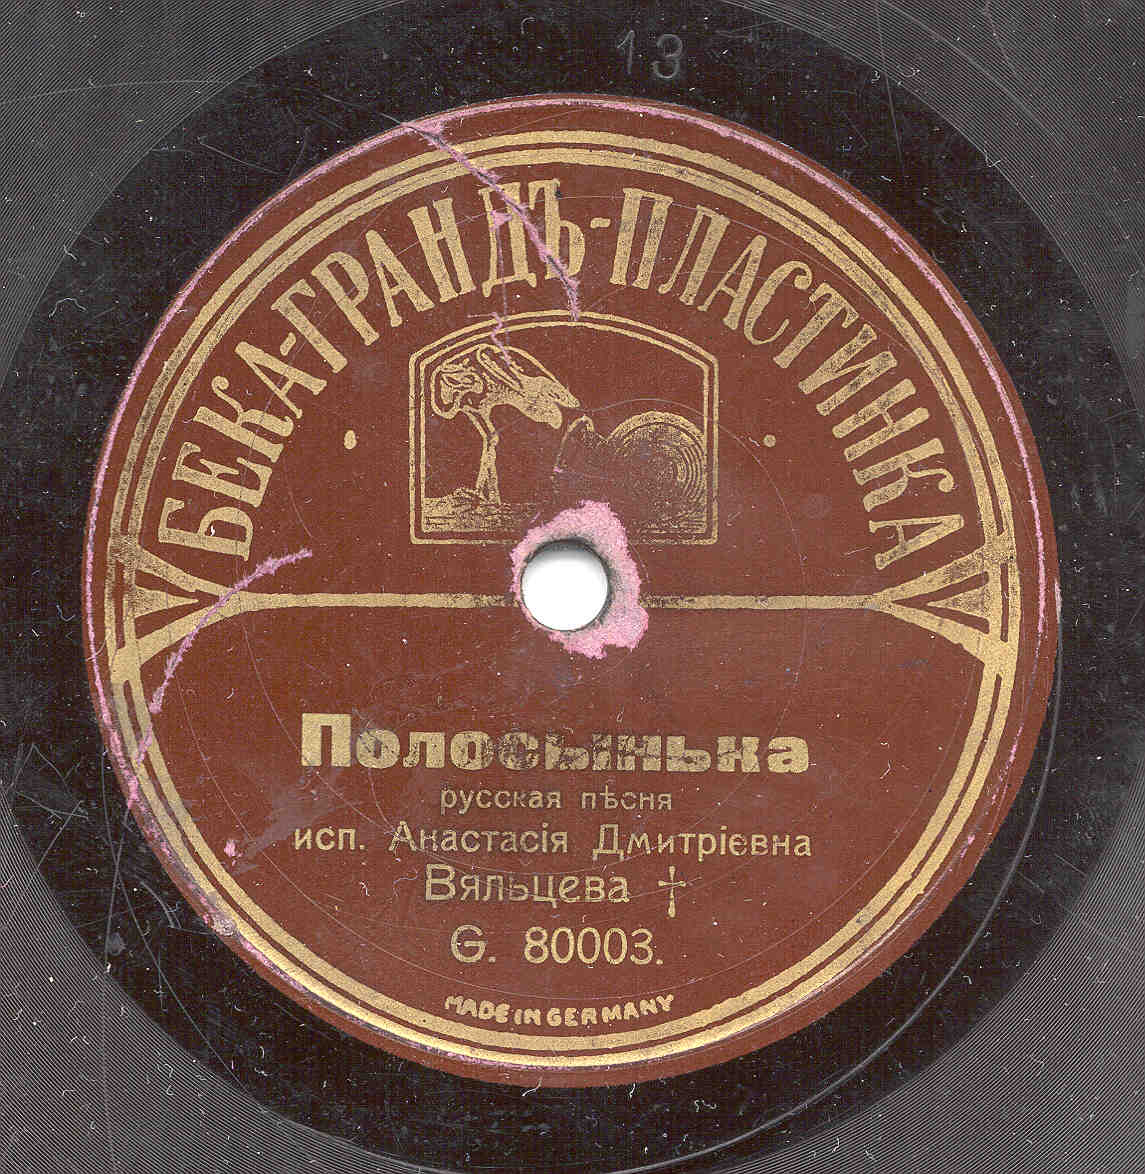 13
БЕКА-ГРАНДЪ-ПЛАСТИНКА
Полосынька
русская пѣсня
исп. Анастасія Дмитріевна
Вяльцева †
G. 80003.
MADE IN GERMANY